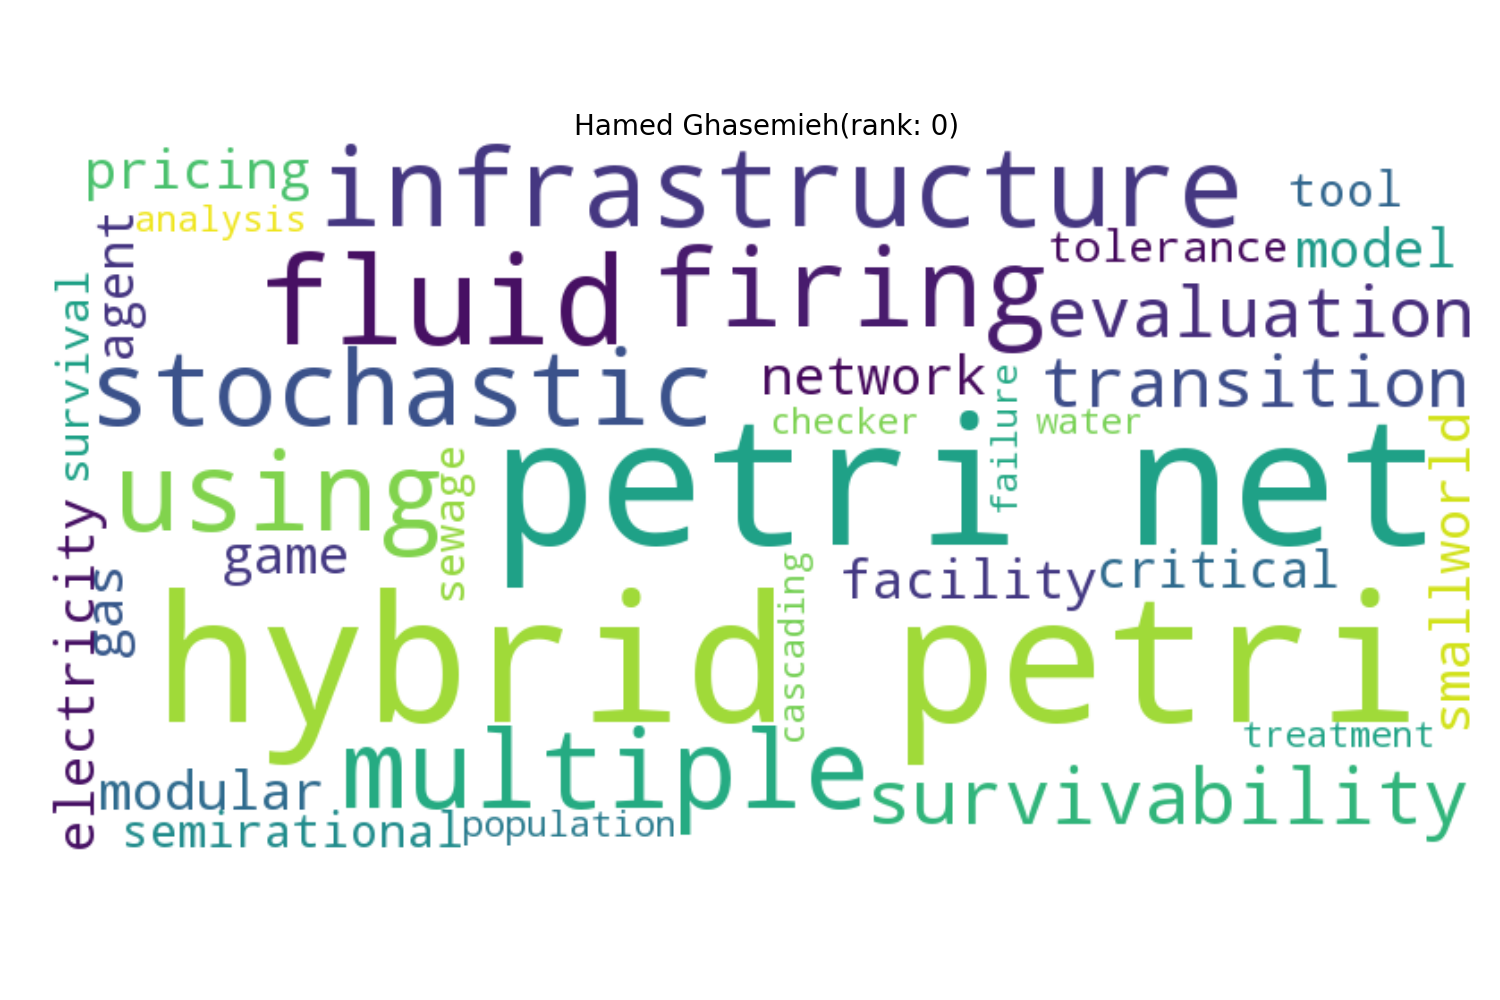 Hamed Ghasemieh(rank: 0)
pricing
infrastructure
tool
analysis
agent
tolerance
model
fluid
firing
evaluation
survival
stochastic
network
transition
checker
failure
water
using
sewage
petri net
smallworld
electricity
game
gas
cascading
facility
critical
hybrid petri
treatment
modular
multiple
survivability
semirational
population